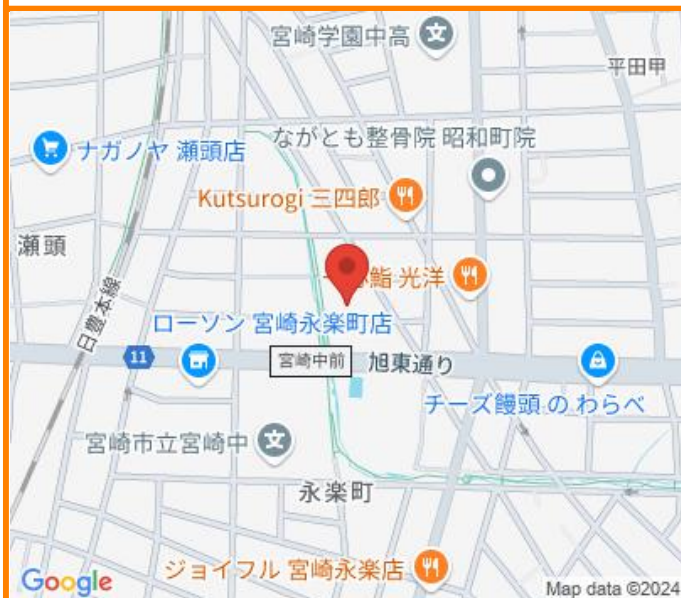 宮崎学園中高
平田甲
ナガノヤ 瀬頭店
ながとも整骨院 昭和町院
Kutsurogi 三四郎
瀬頭
鮨 光洋
日豊本線
ローソン 宮崎永楽町店
11
宮崎中前
旭東通り
チーズ饅頭 の わらべ
宮崎市立宮崎中
永楽町
ジョイフル 宮崎永楽店
Google
Map data ©2024